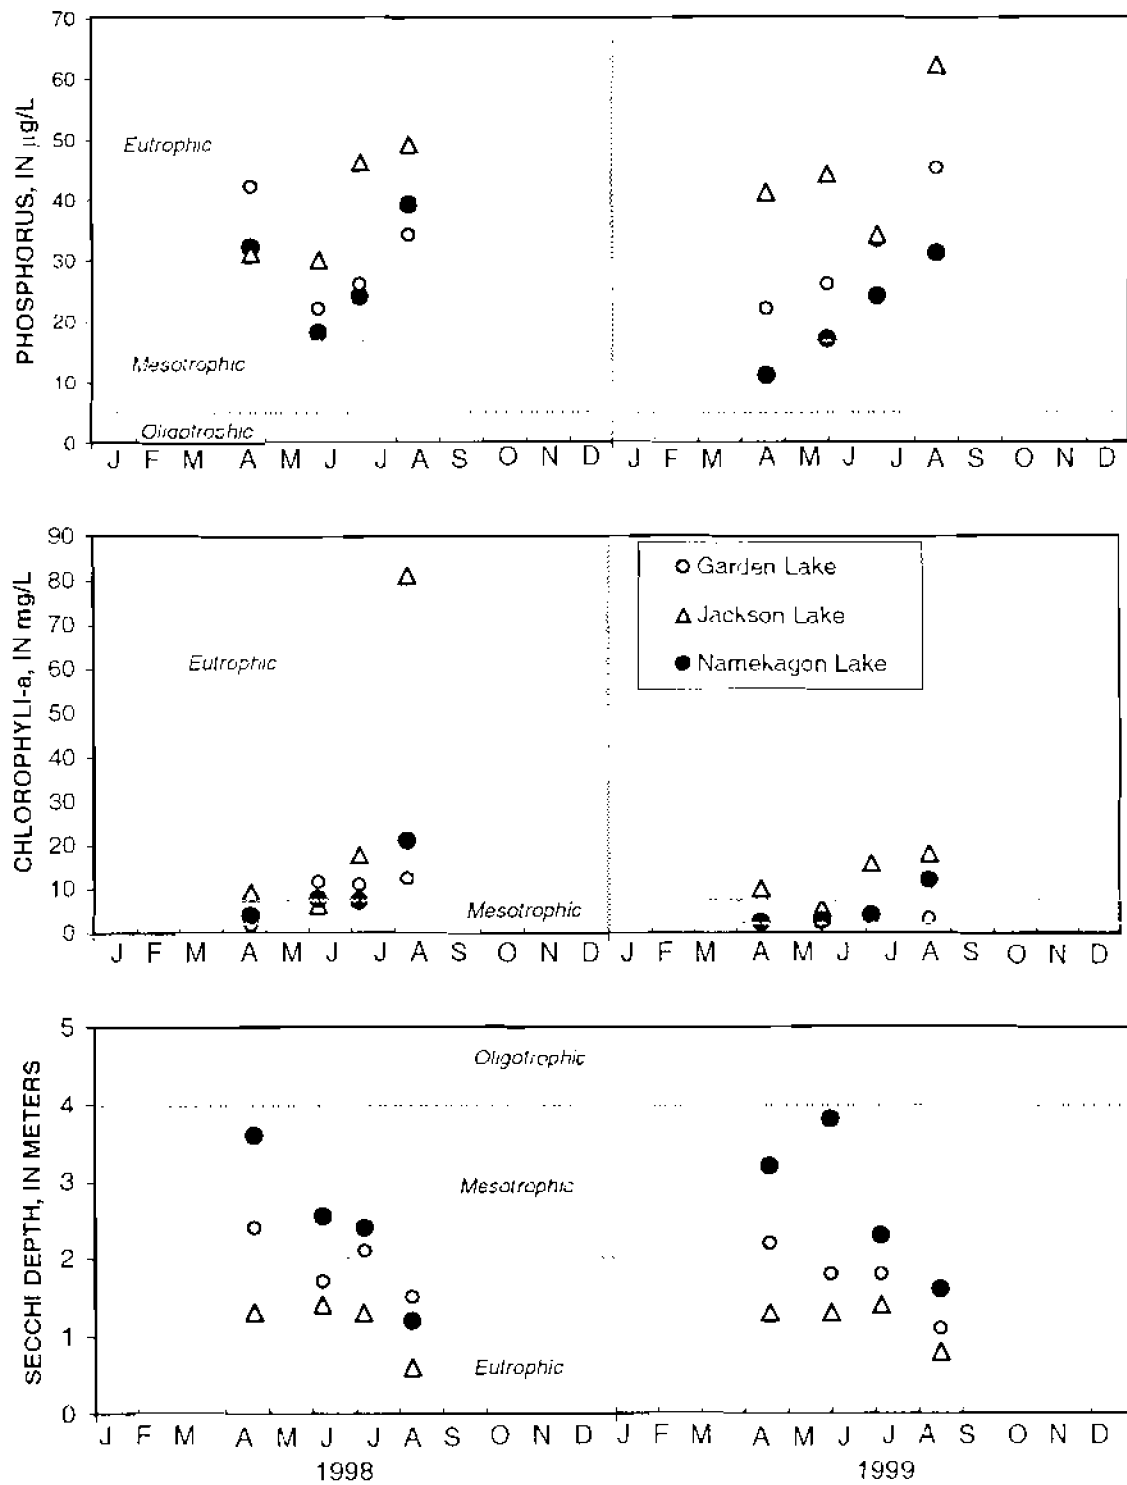 70
60
50
40
30
20
10
0
PHOSPHORUS, IN µg/L
Eutrophic
Mesotrophic
Oligotrophic
J F M A M J J A S O N D J F M A M J J A S O N D
90
80
70
60
50
40
30
20
10
0
CHLOROPHYLl-a, IN mg/L
Eutrophic
Mesotrophic
Garden Lake
Jackson Lake
Namekagon Lake
J F M A M J J A S O N D J F M A M J J A S O N D
5
4
3
2
1
0
SECCHI DEPTH, IN METERS
Oligotrophic
Mesotrophic
Eutrophic
J F M A M J J A S O N D J F M A M J J A S O N D
1998 1999